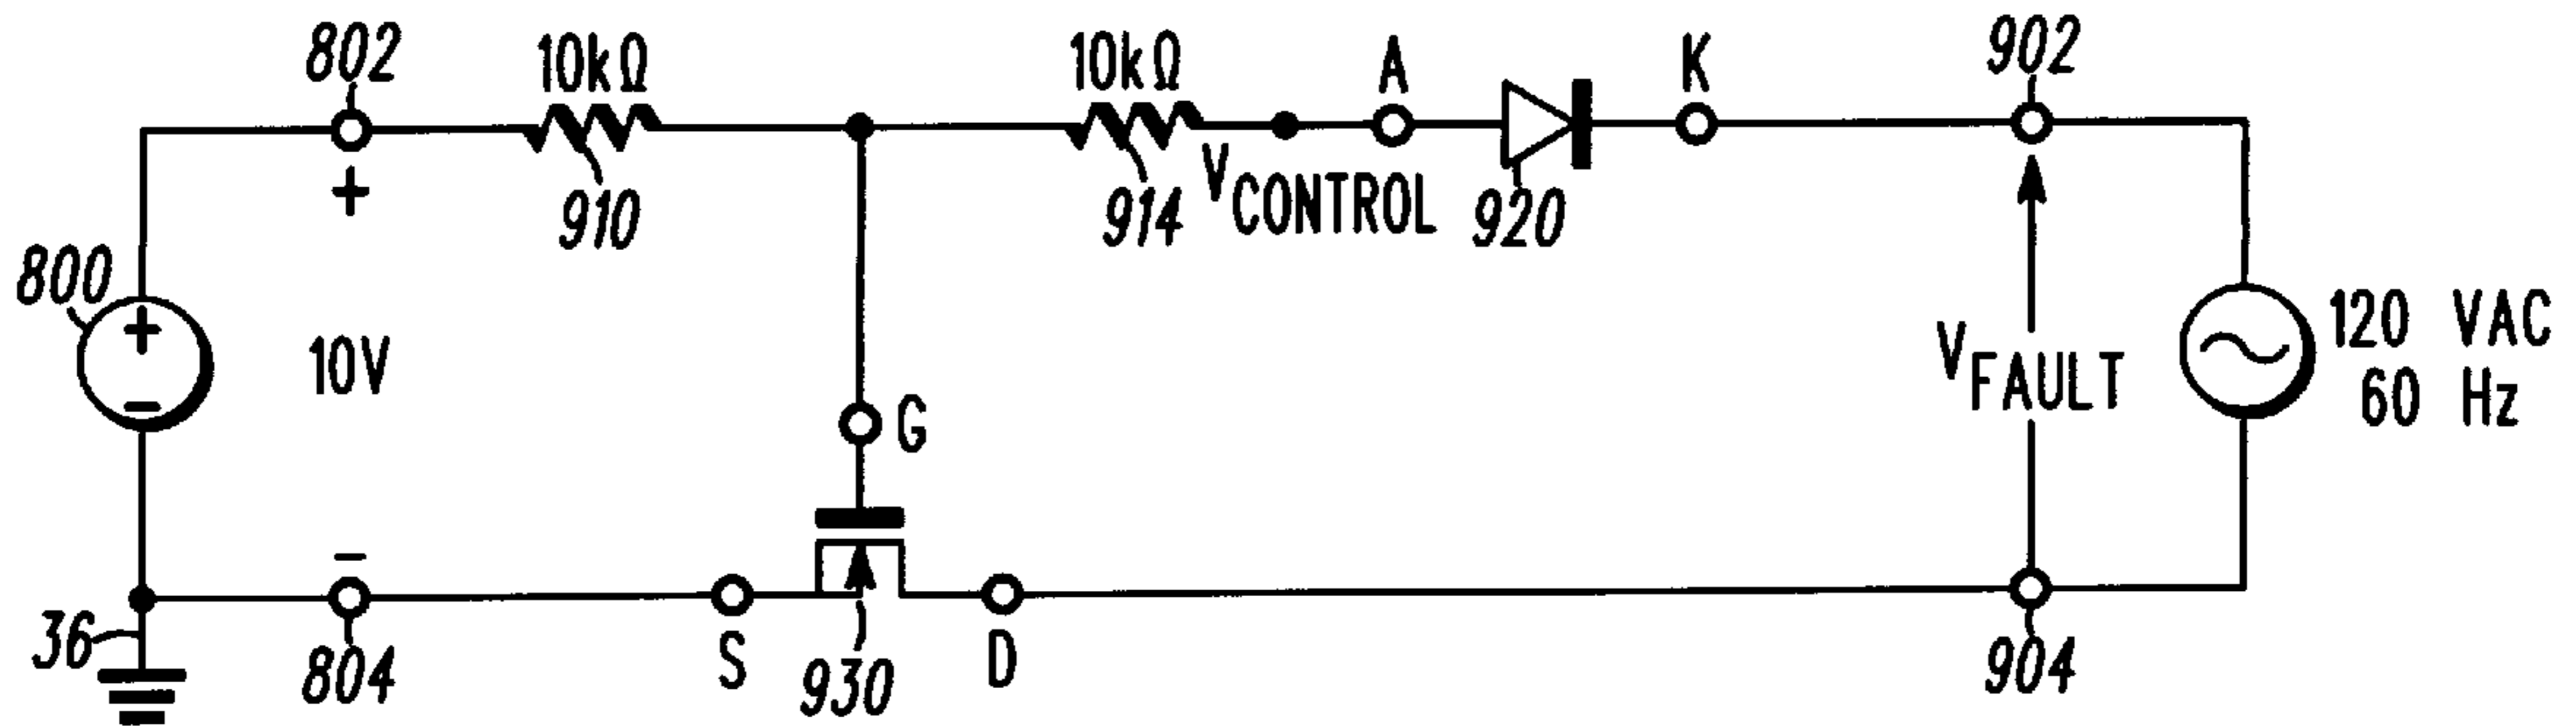 802
10kΩ
10kΩ
A
K
902
+
910
914
VCONTROL
920
800
+
−
10V
G
VFAULT
120 VAC
60 Hz
−
36
804
S
930
D
904